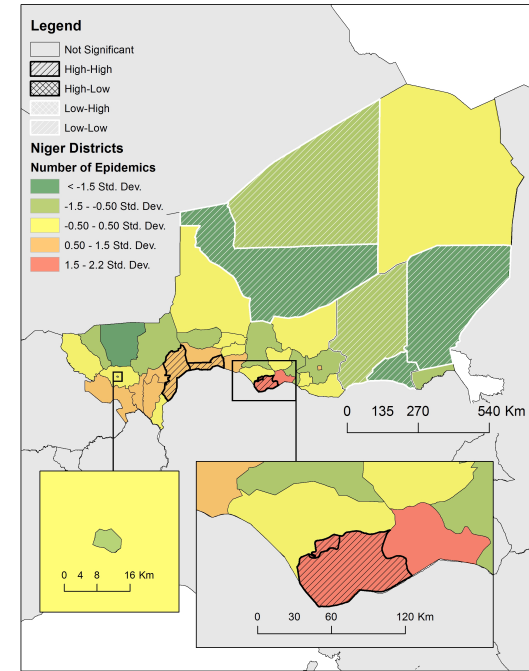 Legend
Not Significant
High-High
High-Low
Low-High
Low-Low
Niger Districts
Number of Epidemics
< -1.5 Std. Dev.
-1.5 - -0.50 Std. Dev.
-0.50 - 0.50 Std. Dev.
0.50 - 1.5 Std. Dev.
1.5 - 2.2 Std. Dev.
0 135 270 540 Km
0 4 8 16 Km
0 30 60 120 Km